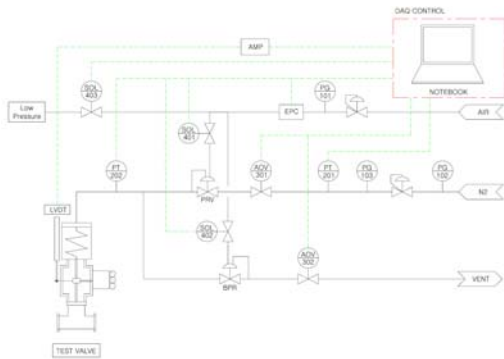 DAQ CONTROL
AMP
NOTEBOOK
SOL
403
PG
101
Low
Pressure
EPC
AIR
SOL
401
PT
202
AOV
301
PT
201
PG
103
PG
102
N2
PRV
LVDT
SOL
402
AOV
302
BPR
VENT
TEST VALVE